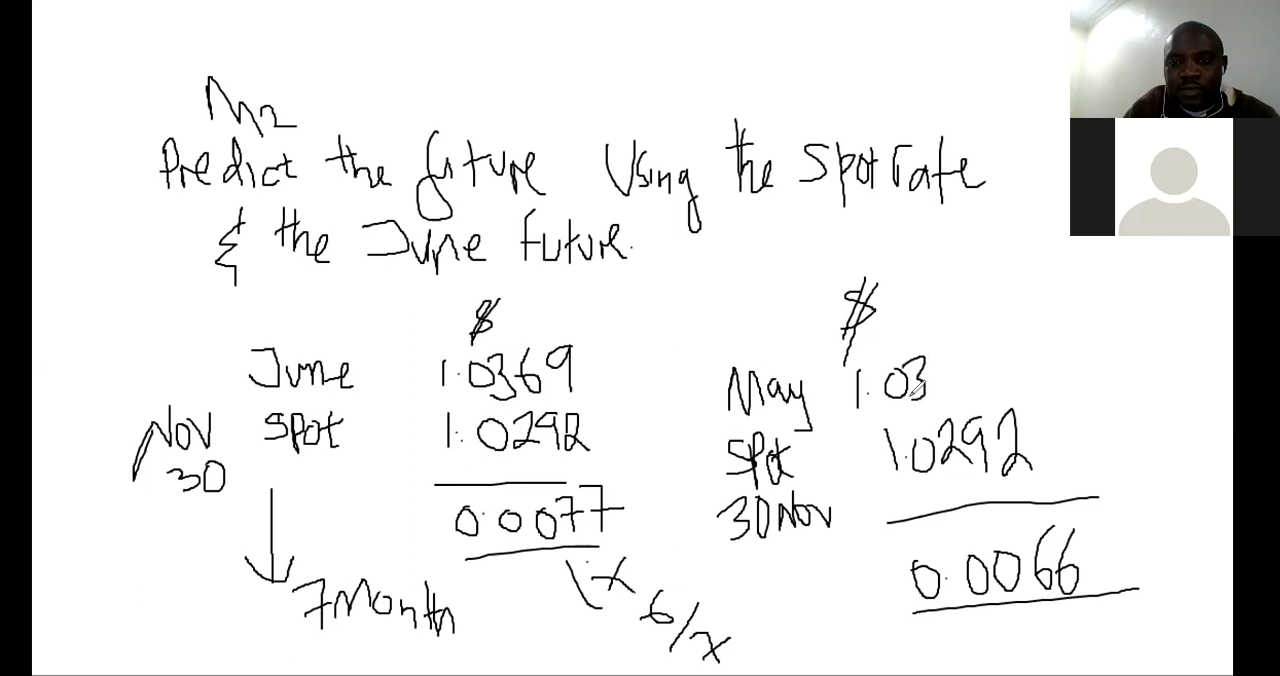 M2
Predict the future Using the Spot rate
& the June future.
$
June 1.0369
Nov 30 Spot 1.0292
0.0077
7 Month
x 6/7
$
May 1.03
Spot 1.0292
30 Nov
0.0066